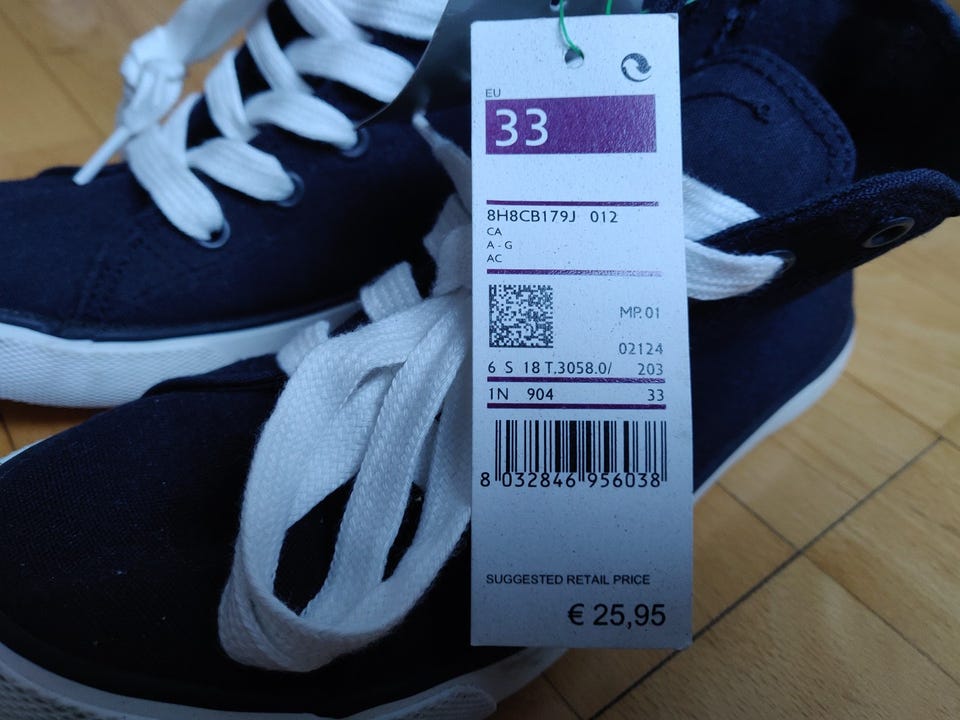 EU
33
8H8CB179J 012
CA
A - G
AC
MP. 01
02124
6 S 18 T.3058.0/ 203
1N 904 33
8 032846 956038
SUGGESTED RETAIL PRICE
€ 25,95